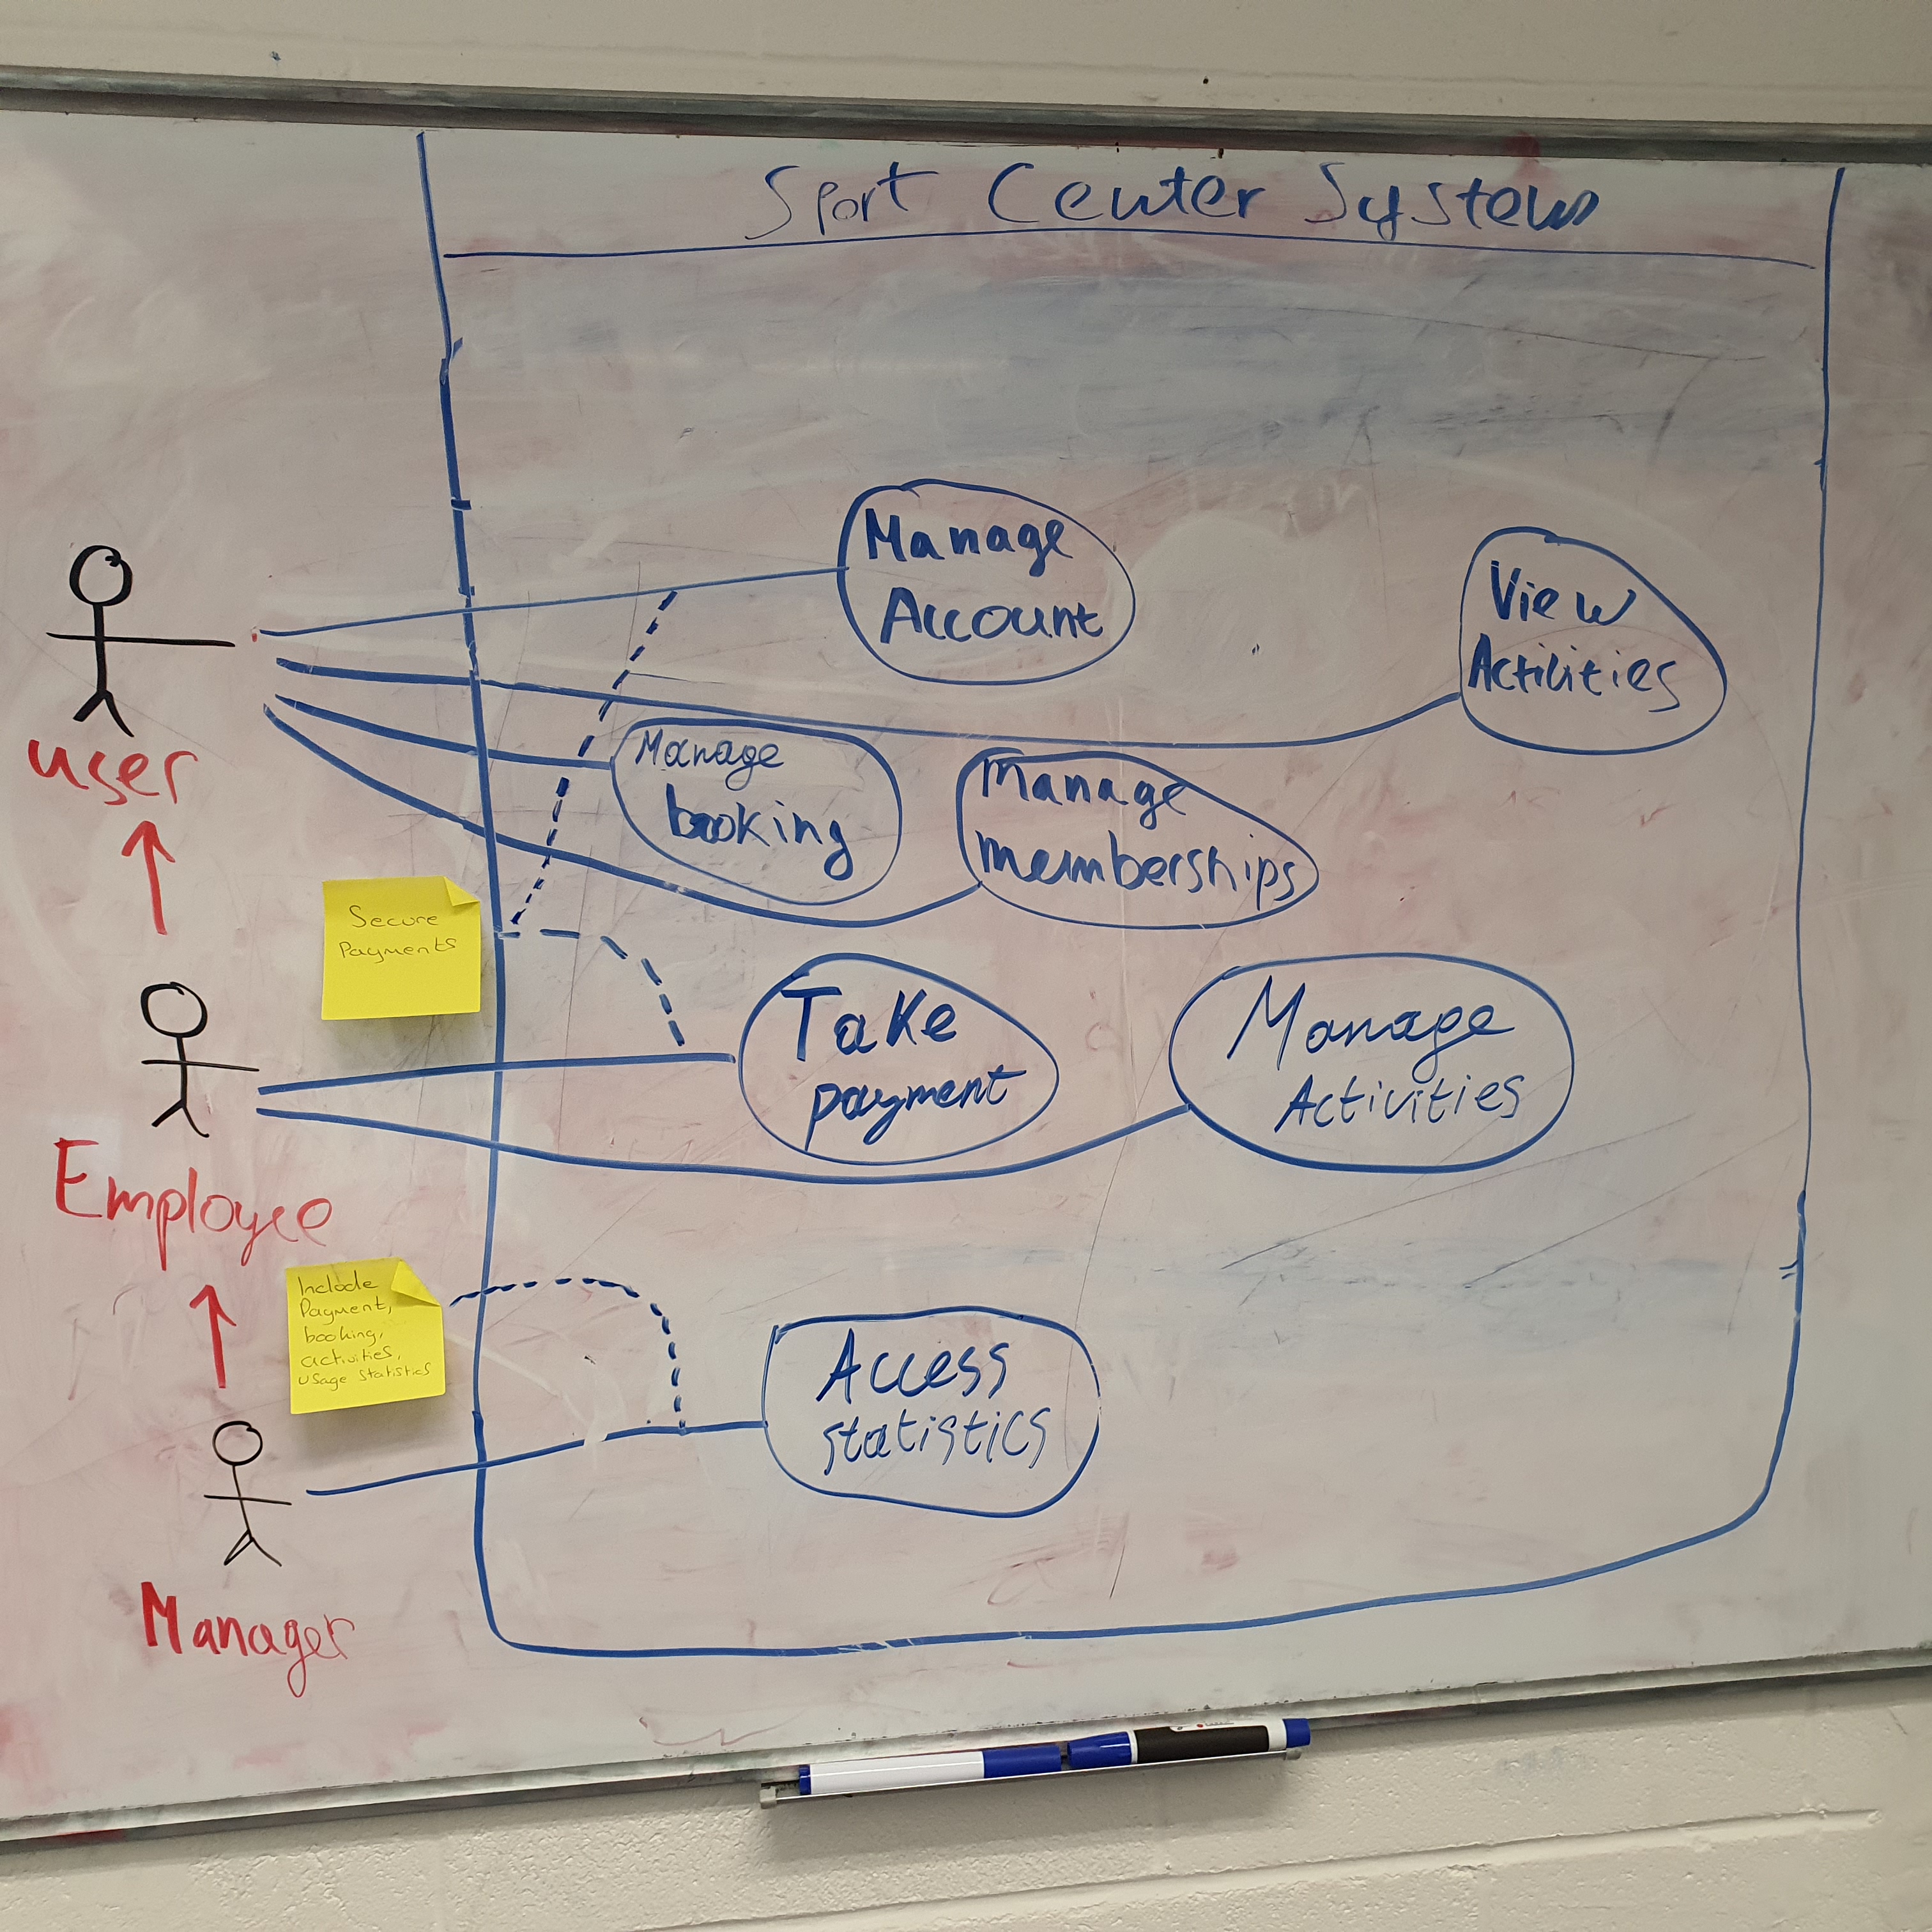 Sport Center System
Manage
Account
View
Activities
user
Manage
booking
Manage
memberships
Secure
Payments
Take
payment
Manage
Activities
Employee
Include
Payment,
booking,
activities,
usage statistics
Access
statistics
Manager